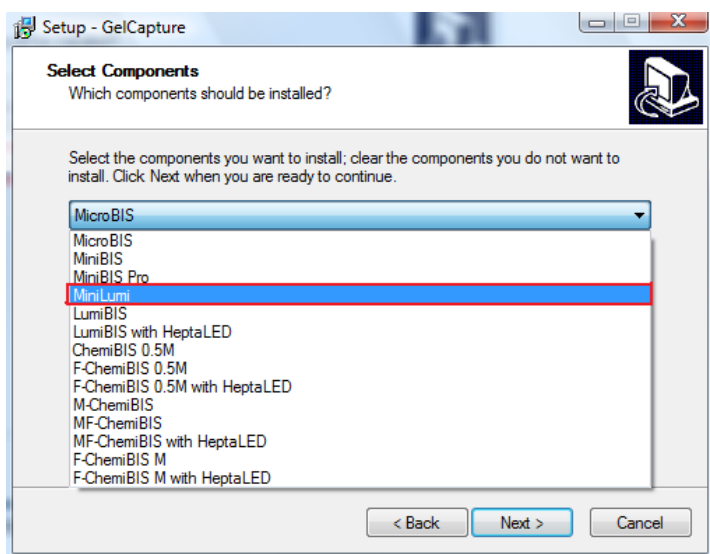 Setup - GelCapture
Select Components
Which components should be installed?
Select the components you want to install; clear the components you do not want to
install. Click Next when you are ready to continue.
MicroBIS
MicroBIS
MiniBIS
MiniBIS Pro
MiniLumi
LumiBIS
LumiBIS with HeptaLED
ChemiBIS 0.5M
F-ChemiBIS 0.5M
F-ChemiBIS 0.5M with HeptaLED
M-ChemiBIS
MF-ChemiBIS
MF-ChemiBIS with HeptaLED
F-ChemiBIS M
F-ChemiBIS M with HeptaLED
< Back Next > Cancel